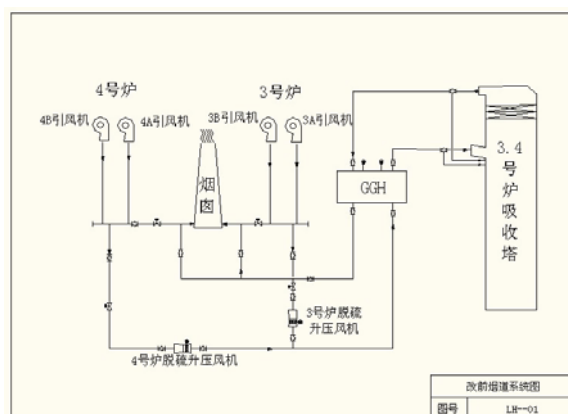 4号炉
3号炉
4B引风机
4A引风机
3B引风机
3A引风机
烟囱
GGH
3.4号炉吸收塔
3号炉脱硫
升压风机
4号炉脱硫升压风机
改前烟道系统图
图号
LH--01